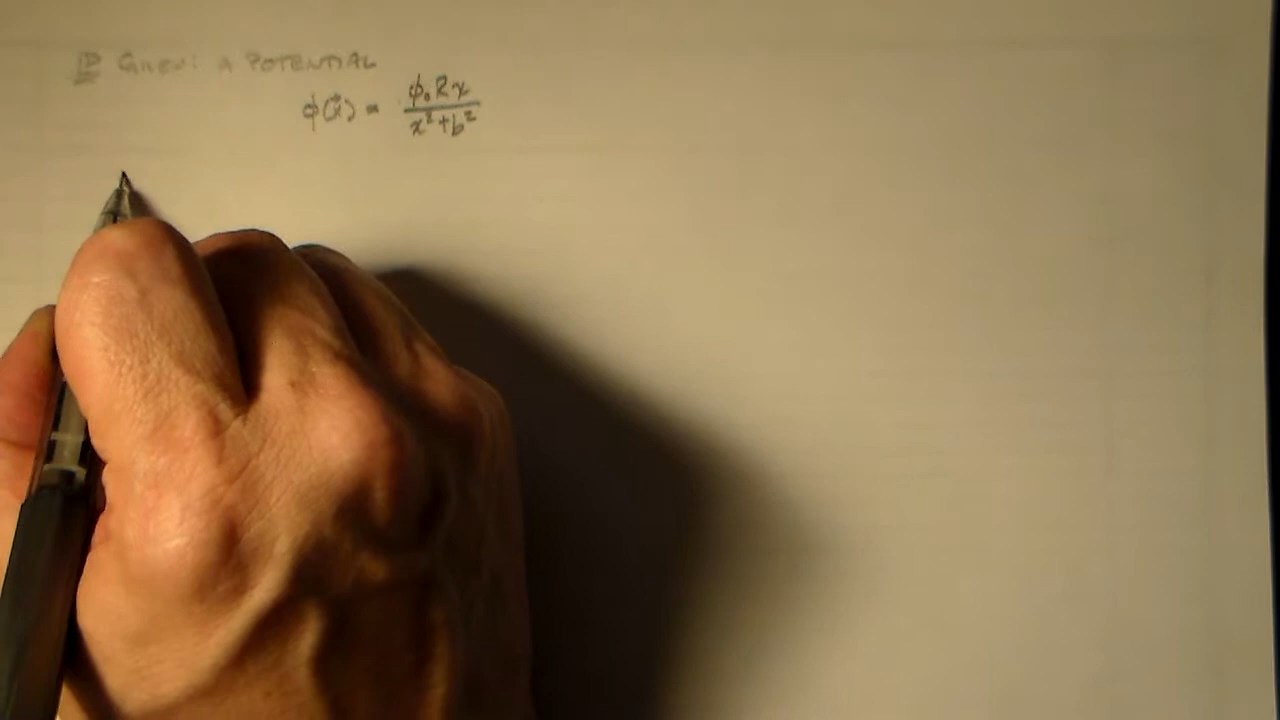 P Given: a potential
φ(x⃗) = φ₀Rx / (x²+b²)